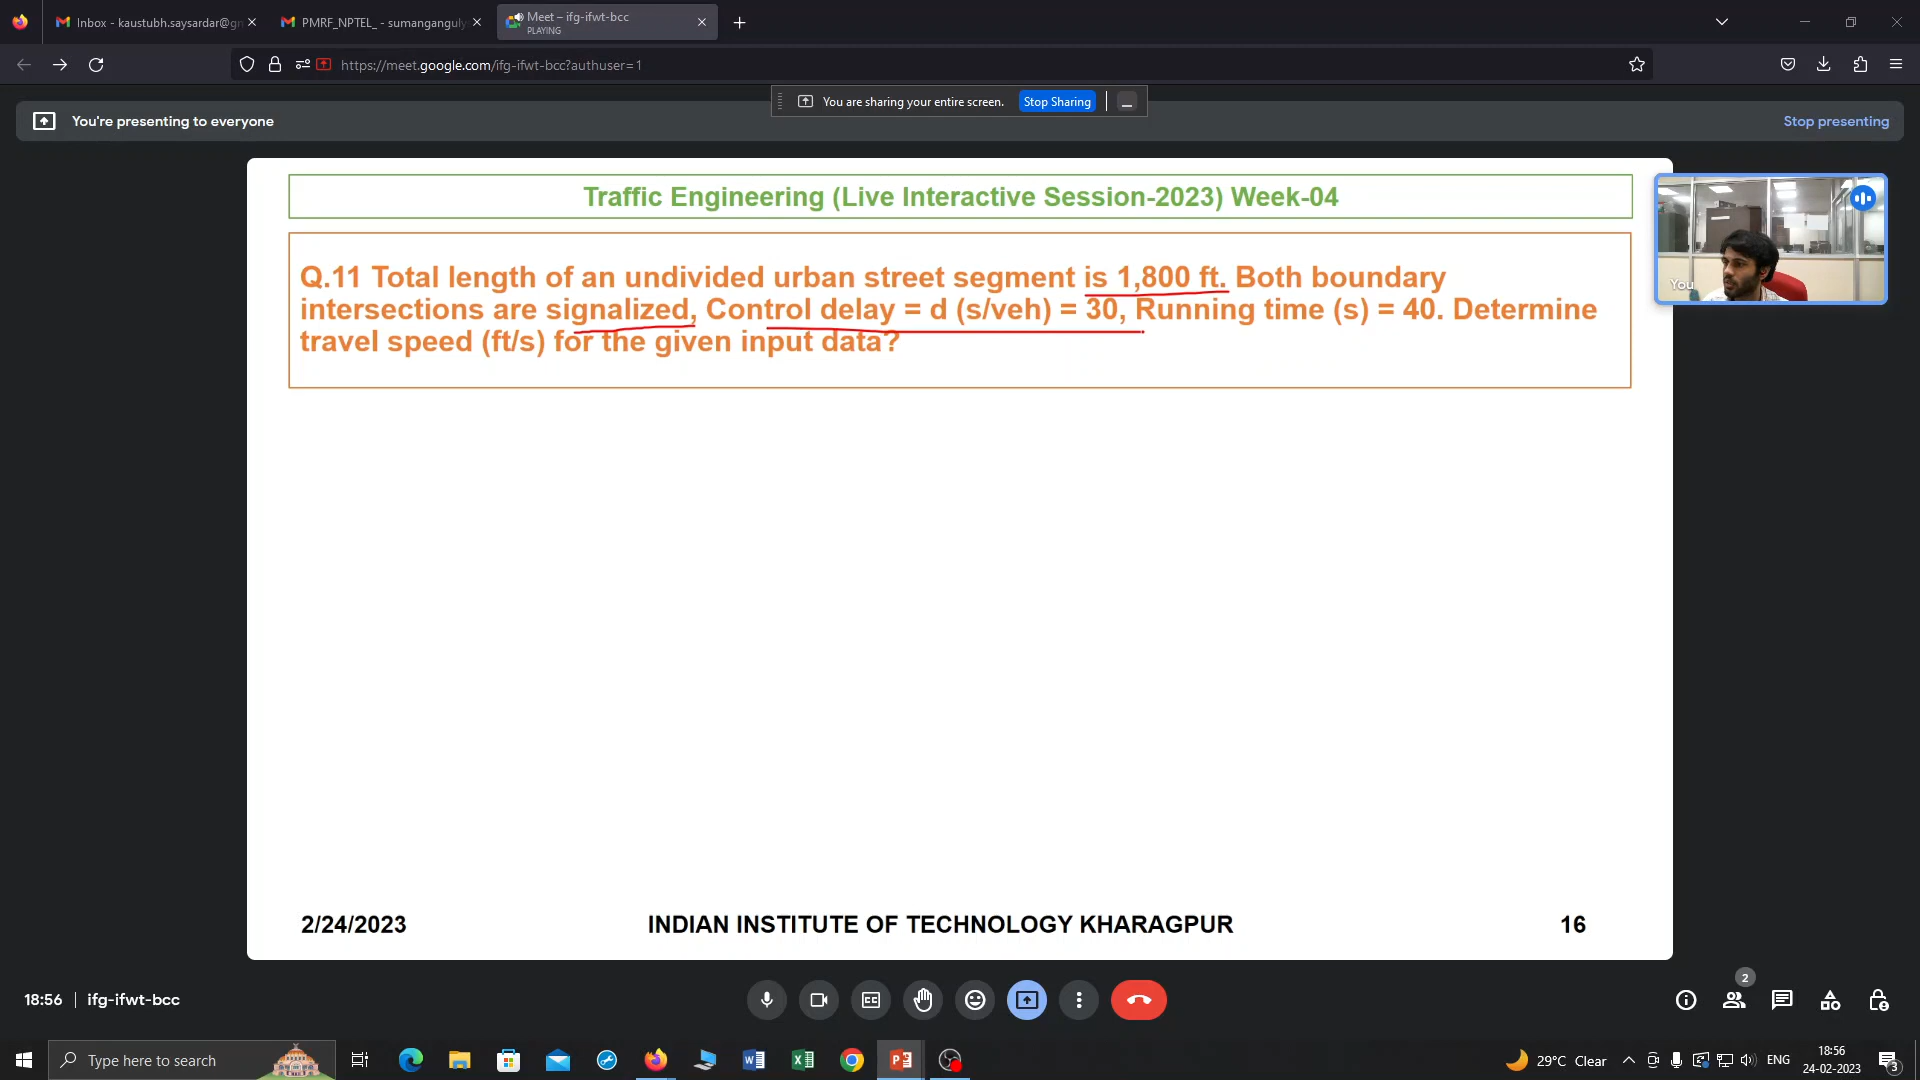 Inbox - kaustubh.saysardar@gm
PMRF_NPTEL_ - sumanganguly
Meet – ifg-ifwt-bcc
PLAYING
https://meet.google.com/ifg-ifwt-bcc?authuser=1
You are sharing your entire screen.
Stop Sharing
You're presenting to everyone
Stop presenting
Traffic Engineering (Live Interactive Session-2023) Week-04
Q.11 Total length of an undivided urban street segment is 1,800 ft. Both boundary
intersections are signalized, Control delay = d (s/veh) = 30, Running time (s) = 40. Determine
travel speed (ft/s) for the given input data?
You
2/24/2023
INDIAN INSTITUTE OF TECHNOLOGY KHARAGPUR
16
18:56 | ifg-ifwt-bcc
2
Type here to search
29°C Clear
ENG
18:56
24-02-2023
3